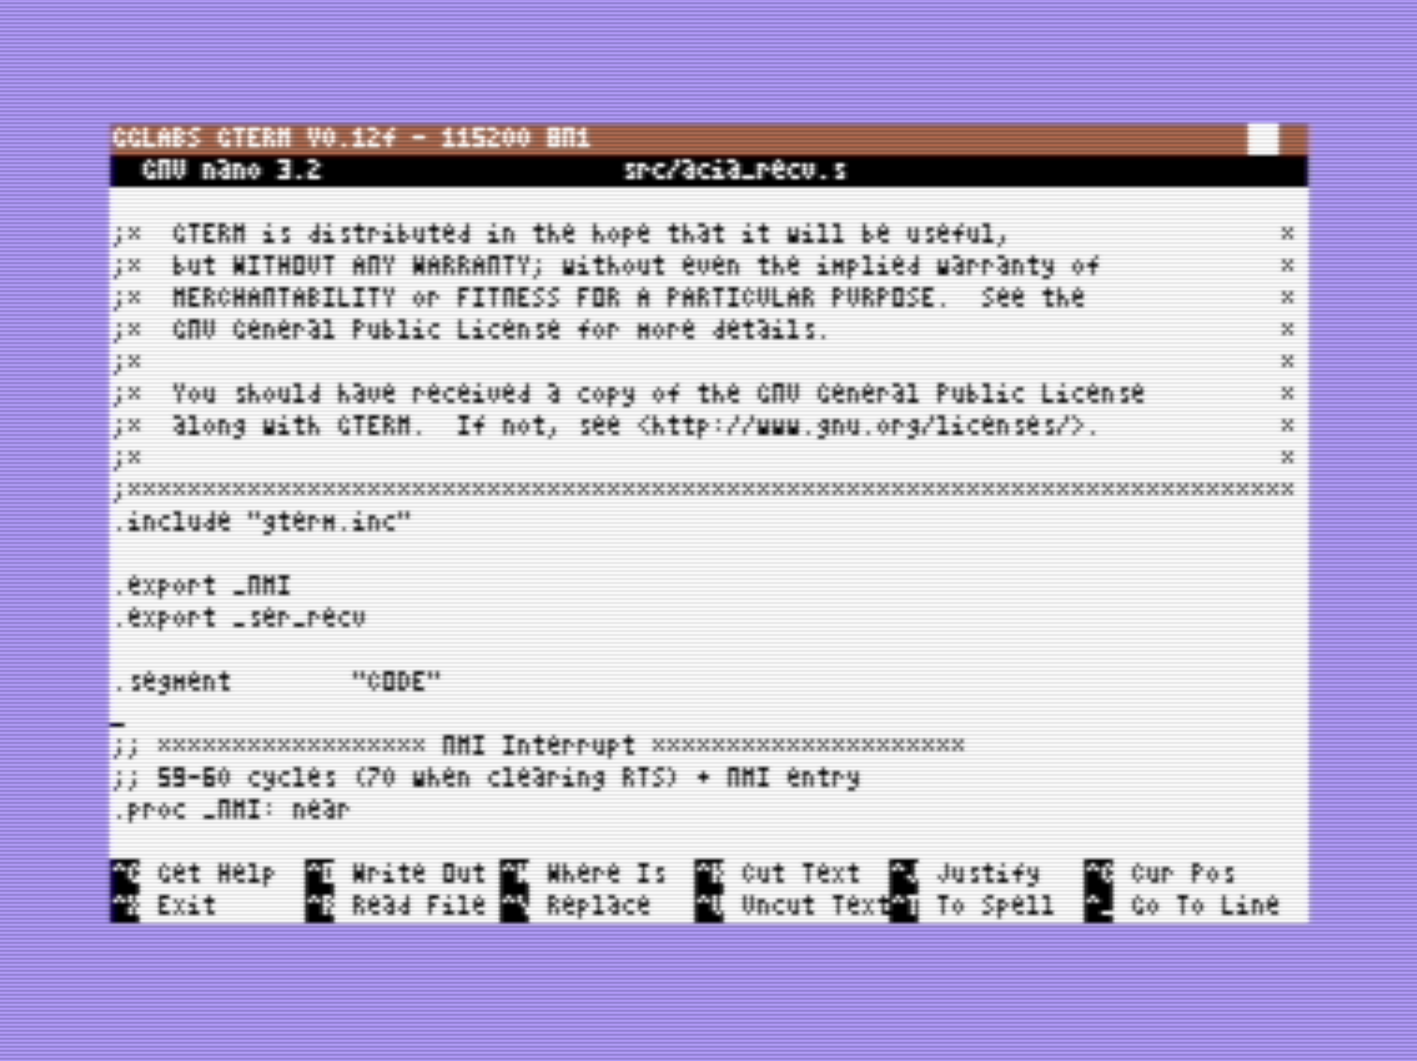 GGLABS GTERM V0.12f - 115200 8N1
GNU nano 3.2 src/acia_recv.s
;* GTERM is distributed in the hope that it will be useful, *
;* but WITHOUT ANY WARRANTY; without even the implied warranty of *
;* MERCHANTABILITY or FITNESS FOR A PARTICULAR PURPOSE. See the *
;* GNU General Public License for more details. *
;* *
;* You should have received a copy of the GNU General Public License *
;* along with GTERM. If not, see <http://www.gnu.org/licenses/>. *
;* *
;******************************************************************************
.include "gterm.inc"
.export _NMI
.export _ser_recv
.segment "CODE"
;; ****************** NMI Interrupt *********************
;; 59-60 cycles (70 when clearing RTS) + NMI entry
.proc _NMI: near
^G Get Help ^O Write Out ^W Where Is ^K Cut Text ^J Justify ^C Cur Pos
^X Exit ^R Read File ^\ Replace ^U Uncut Text ^T To Spell ^_ Go To Line